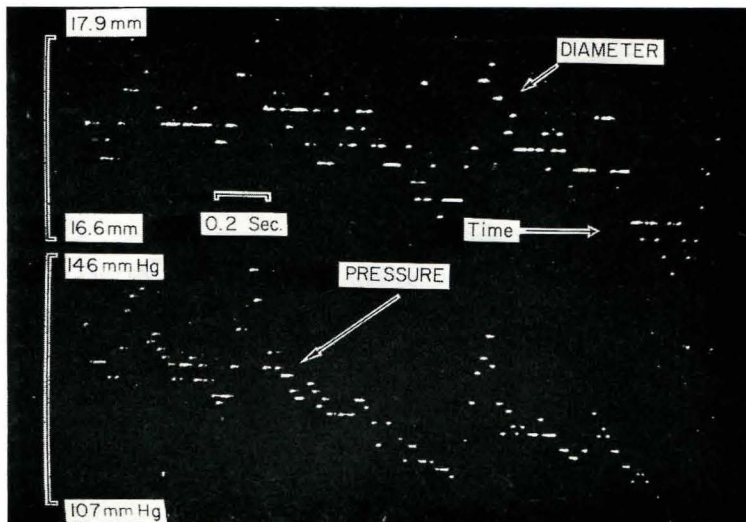 17.9 mm
DIAMETER
0.2 Sec.
Time
16.6 mm
146 mm Hg
PRESSURE
107 mm Hg